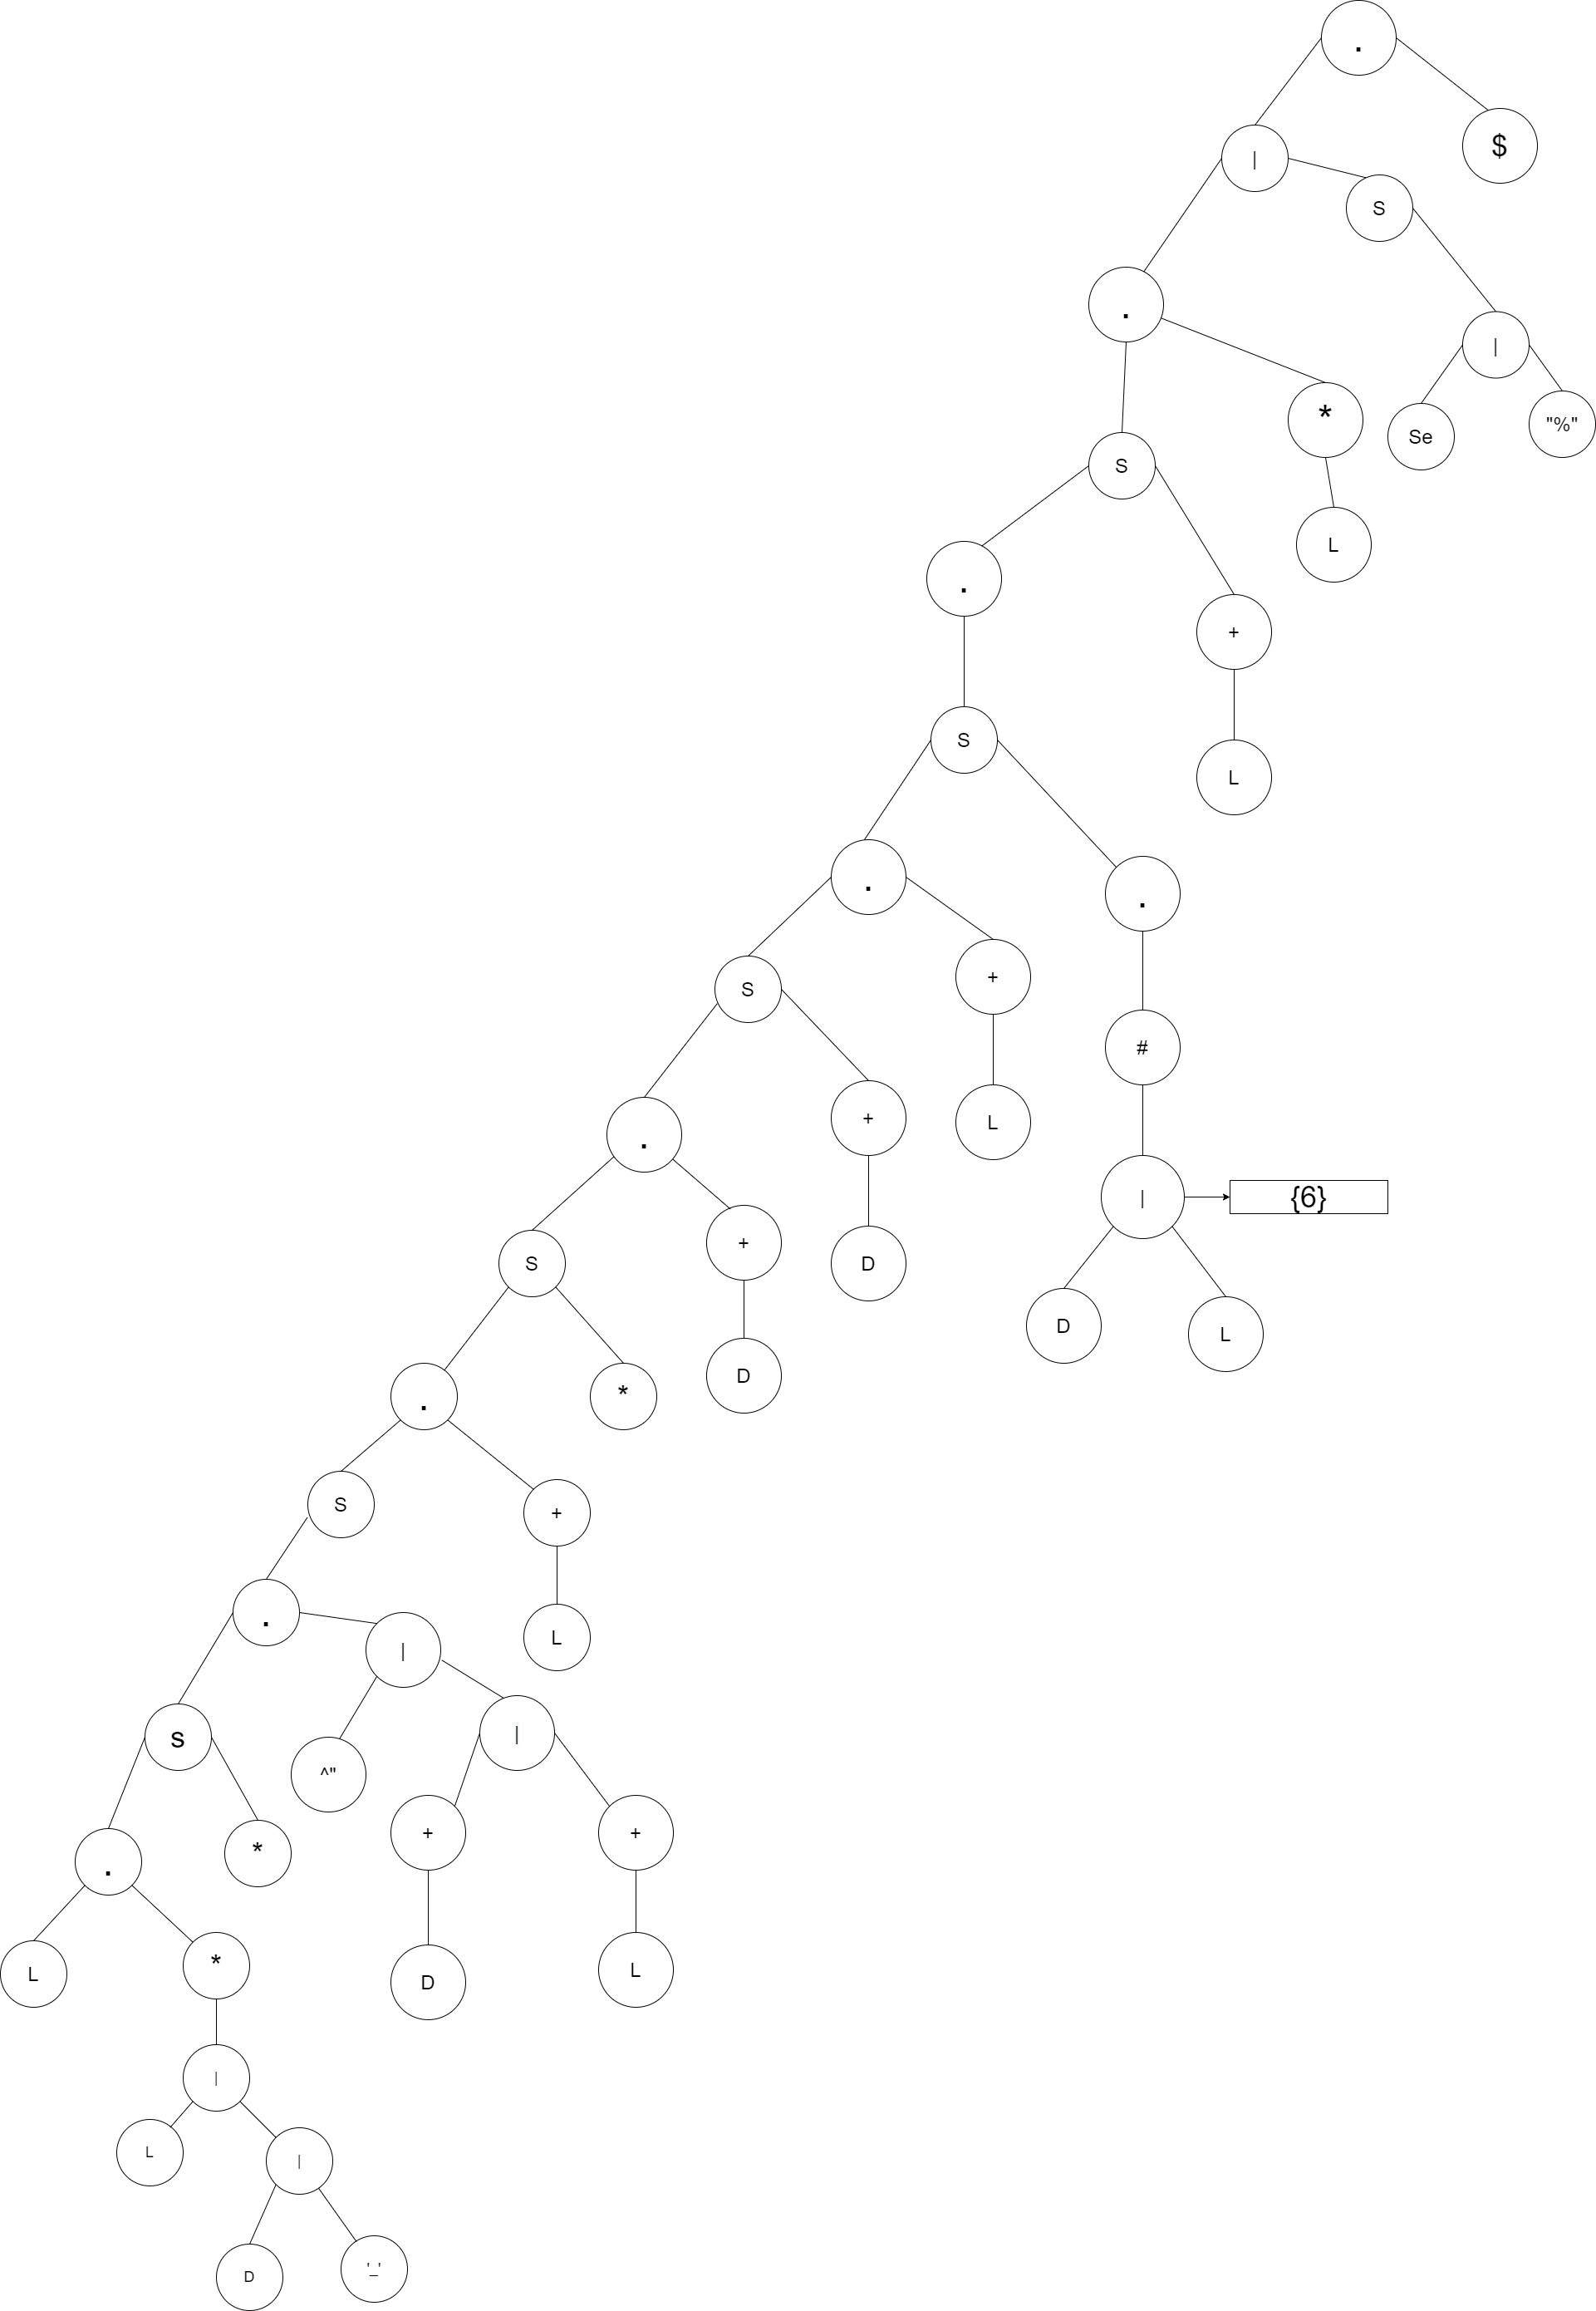 .
$
|
S
.
|
*
"%"
Se
S
L
.
+
S
L
.
.
+
S
#
+
L
.
|
{6}
+
D
S
D
L
D
*
.
S
+
.
L
|
|
S
^"
+
+
*
.
*
L
L
D
|
L
|
'_'
D